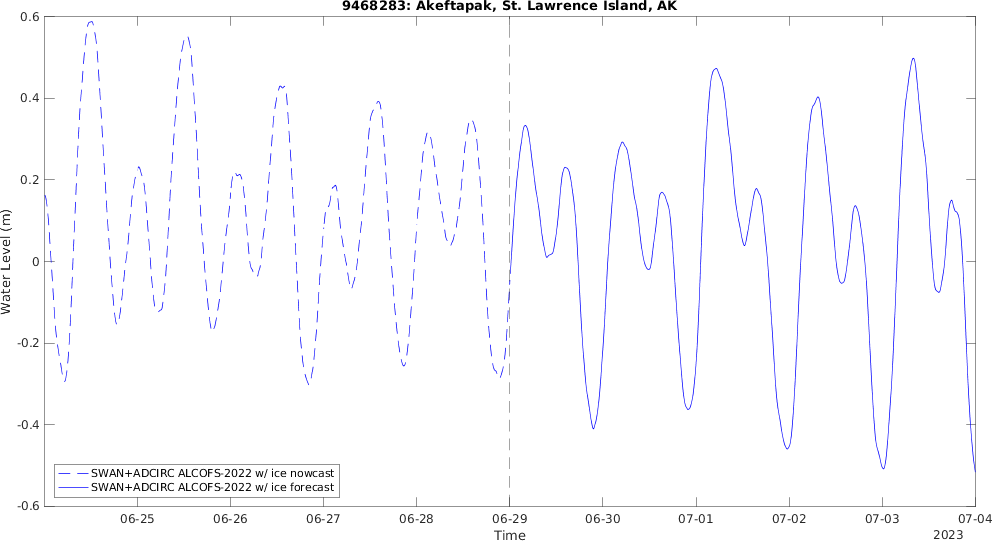 9468283: Akeftapak, St. Lawrence Island, AK
0.6
0.4
0.2
0
-0.2
-0.4
-0.6
Water Level (m)
SWAN+ADCIRC ALCOFS-2022 w/ ice nowcast
SWAN+ADCIRC ALCOFS-2022 w/ ice forecast
06-25 06-26 06-27 06-28 06-29 06-30 07-01 07-02 07-03 07-04
Time
2023